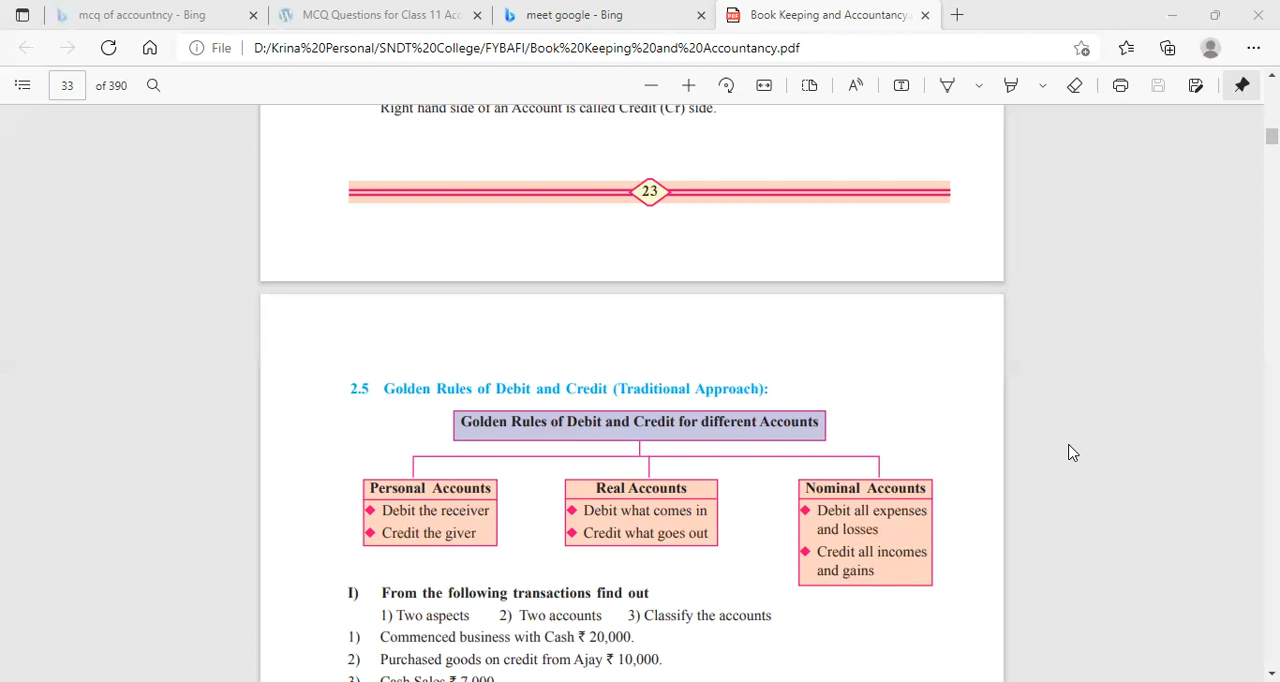 mcq of accountncy - Bing
MCQ Questions for Class 11 Acc
meet google - Bing
Book Keeping and Accountancy.
File
D:/Krina%20Personal/SNDT%20College/FYBAFI/Book%20Keeping%20and%20Accountancy.pdf
33 of 390
Right hand side of an Account is called Credit (Cr) side.
23
2.5 Golden Rules of Debit and Credit (Traditional Approach):
Golden Rules of Debit and Credit for different Accounts
Personal Accounts
Debit the receiver
Credit the giver
Real Accounts
Debit what comes in
Credit what goes out
Nominal Accounts
Debit all expenses
and losses
Credit all incomes
and gains
I) From the following transactions find out
1) Two aspects 2) Two accounts 3) Classify the accounts
1) Commenced business with Cash ₹ 20,000.
2) Purchased goods on credit from Ajay ₹ 10,000.
3) Cash Sales ₹ 7,000